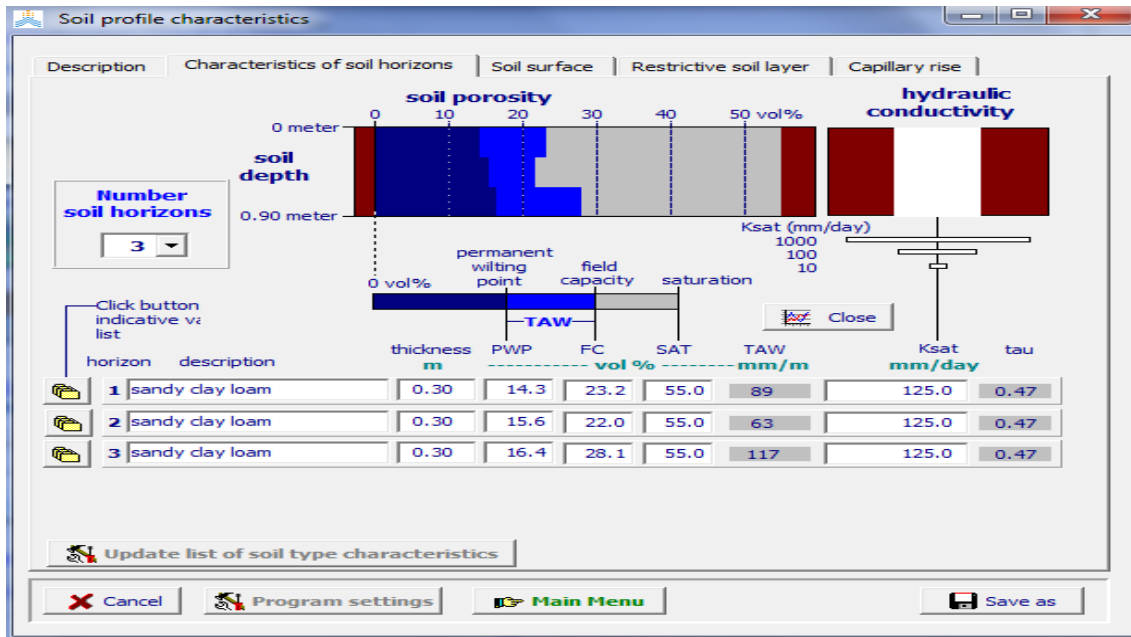 Soil profile characteristics
Description Characteristics of soil horizons Soil surface Restrictive soil layer Capillary rise
soil porosity hydraulic
conductivity
0 10 20 30 40 50 vol%
0 meter
soil
depth
0.90 meter
Number
soil horizons
3
Ksat (mm/day)
1000
100
10
permanent
wilting
point
field
capacity
saturation
0 vol%
TAW
Close
Click button
indicative va
list
thickness PWP FC SAT TAW Ksat tau
horizon description m ----------- vol % ------- mm/m mm/day
1 sandy clay loam 0.30 14.3 23.2 55.0 89 125.0 0.47
2 sandy clay loam 0.30 15.6 22.0 55.0 63 125.0 0.47
3 sandy clay loam 0.30 16.4 28.1 55.0 117 125.0 0.47
Update list of soil type characteristics
Cancel Program settings Main Menu Save as